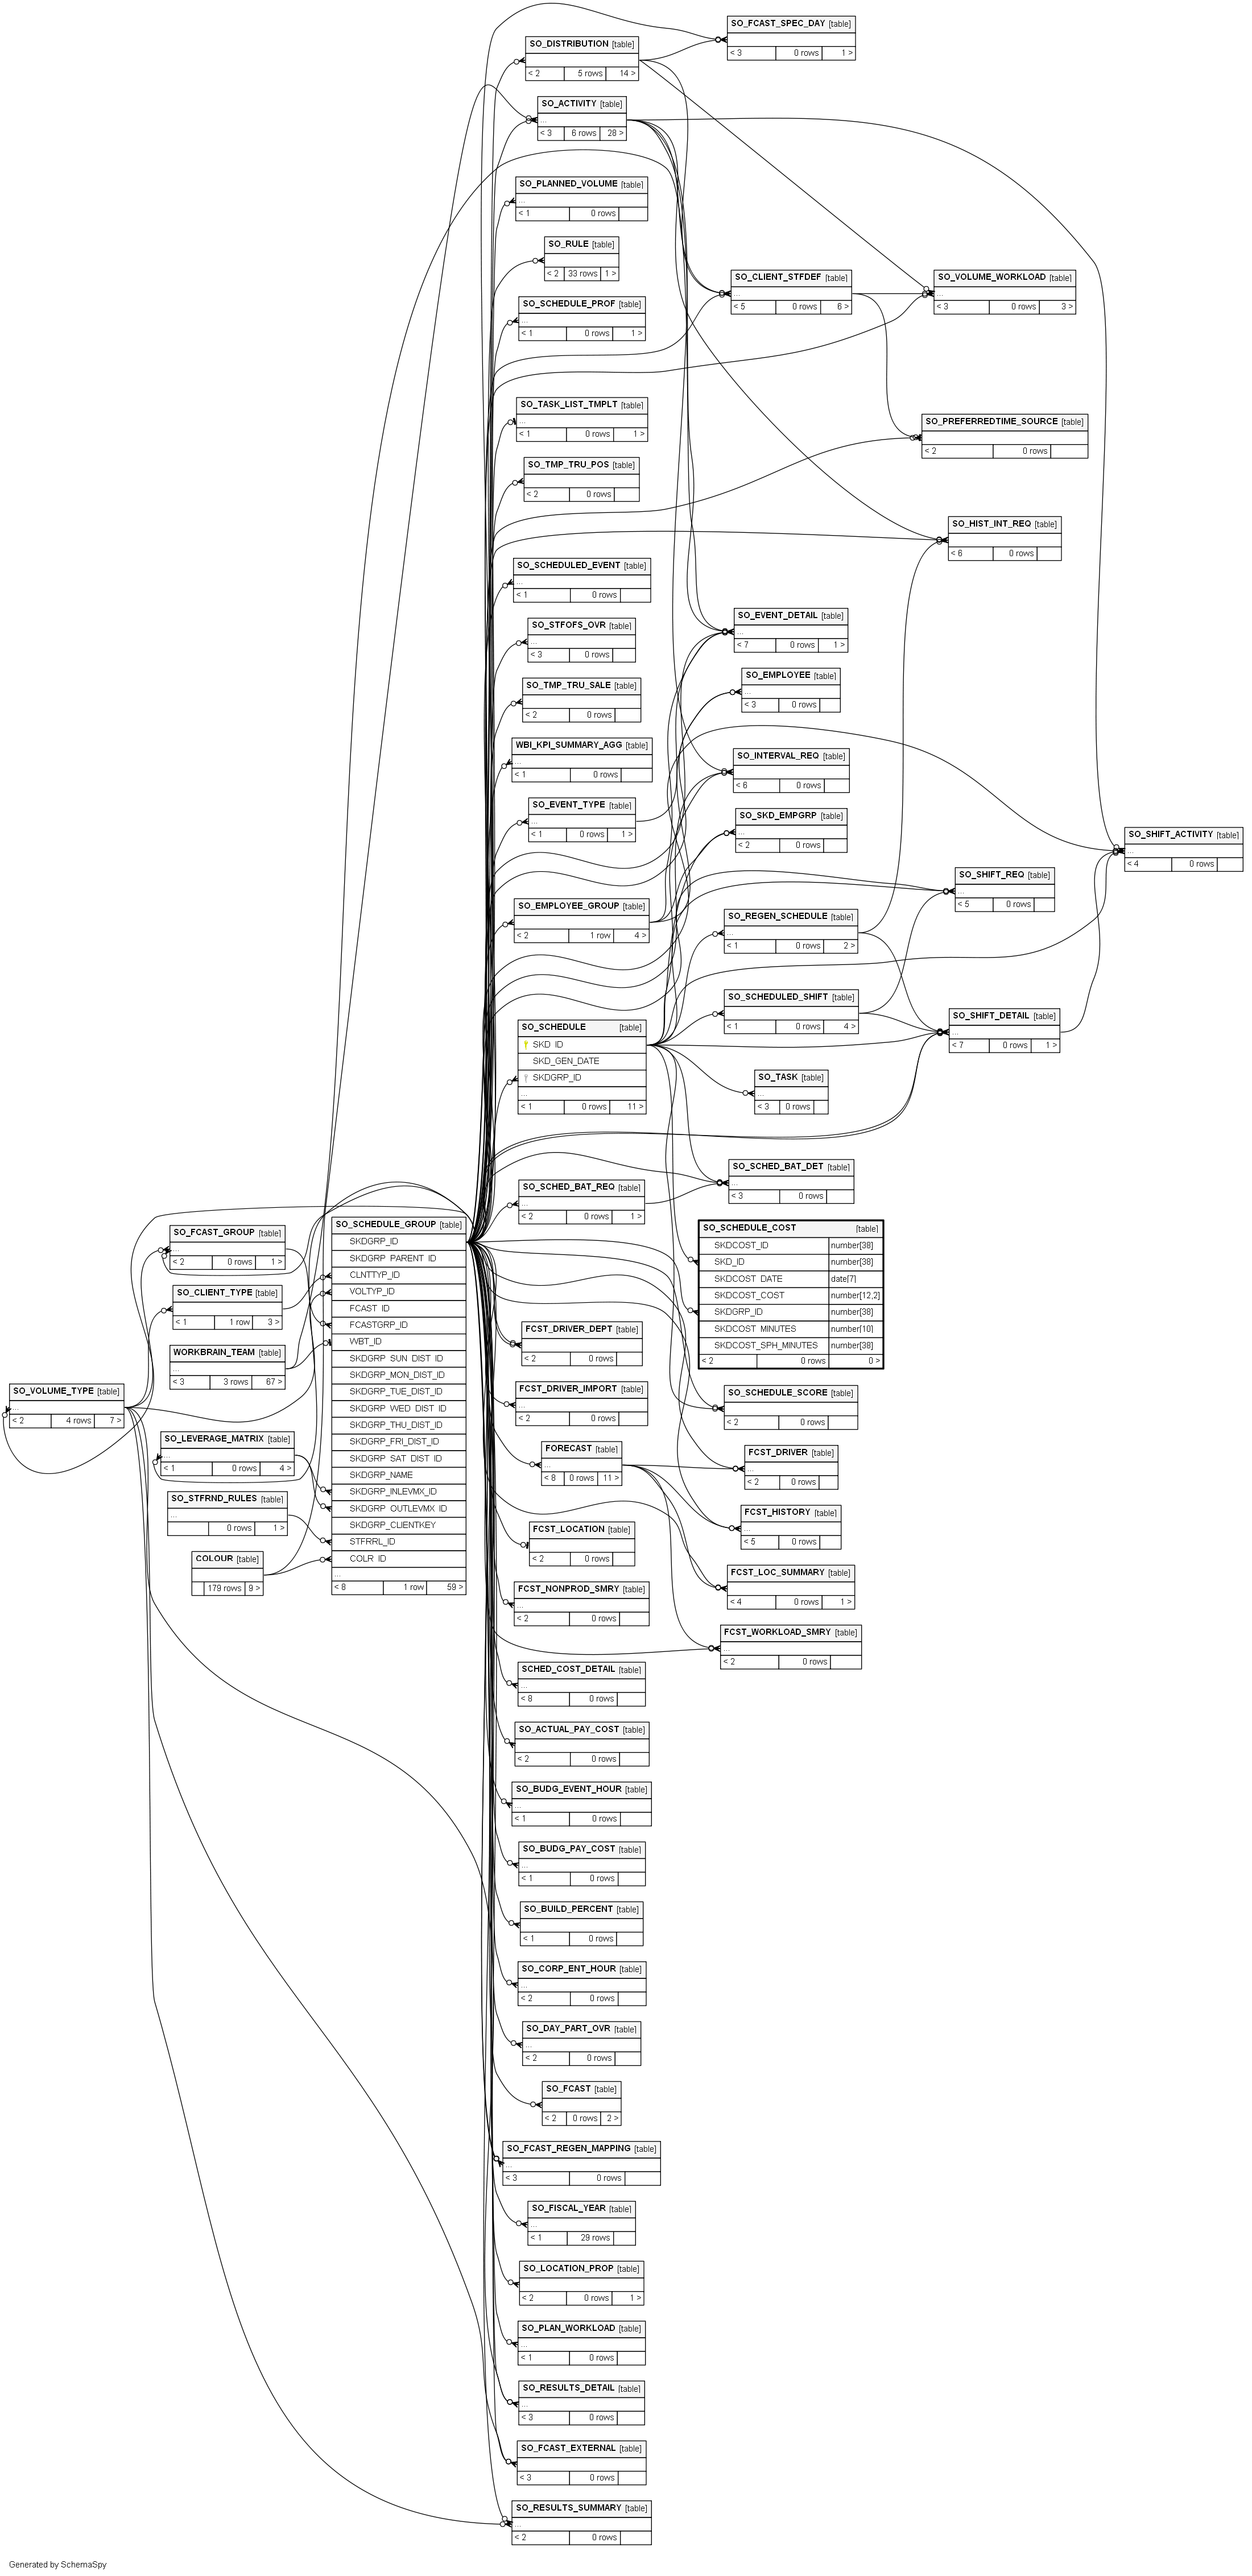 SO_FCAST_SPEC_DAY [table]
< 3 0 rows 1 >
SO_DISTRIBUTION [table]
< 2 5 rows 14 >
SO_ACTIVITY [table]
...
< 3 6 rows 28 >
SO_PLANNED_VOLUME [table]
...
< 1 0 rows
SO_RULE [table]
< 2 33 rows 1 >
SO_CLIENT_STFDEF [table]
...
< 5 0 rows 6 >
SO_VOLUME_WORKLOAD [table]
...
< 3 0 rows 3 >
SO_SCHEDULE_PROF [table]
...
< 1 0 rows 1 >
SO_TASK_LIST_TMPLT [table]
...
< 1 0 rows 1 >
SO_PREFERREDTIME_SOURCE [table]
< 2 0 rows
SO_TMP_TRU_POS [table]
< 2 0 rows
SO_HIST_INT_REQ [table]
< 6 0 rows
SO_SCHEDULED_EVENT [table]
...
< 1 0 rows
SO_STFOFS_OVR [table]
...
< 3 0 rows
SO_EVENT_DETAIL [table]
...
< 7 0 rows 1 >
SO_TMP_TRU_SALE [table]
< 2 0 rows
SO_EMPLOYEE [table]
...
< 3 0 rows
WBI_KPI_SUMMARY_AGG [table]
...
< 1 0 rows
SO_INTERVAL_REQ [table]
< 6 0 rows
SO_EVENT_TYPE [table]
...
< 1 0 rows 1 >
SO_SKD_EMPGRP [table]
...
< 2 0 rows
SO_SHIFT_ACTIVITY [table]
...
< 4 0 rows
SO_SHIFT_REQ [table]
...
< 5 0 rows
SO_EMPLOYEE_GROUP [table]
...
< 2 1 row 4 >
SO_REGEN_SCHEDULE [table]
...
< 1 0 rows 2 >
SO_SCHEDULED_SHIFT [table]
...
< 1 0 rows 4 >
SO_SHIFT_DETAIL [table]
...
< 7 0 rows 1 >
SO_SCHEDULE [table]
SKD_ID
SKD_GEN_DATE
SKDGRP_ID
...
< 1 0 rows 11 >
SO_TASK [table]
...
< 3 0 rows
SO_SCHED_BAT_DET [table]
...
< 3 0 rows
SO_SCHED_BAT_REQ [table]
...
< 2 0 rows 1 >
SO_SCHEDULE_COST [table]
SKDCOST_ID number[38]
SKD_ID number[38]
SKDCOST_DATE date[7]
SKDCOST_COST number[12,2]
SKDGRP_ID number[38]
SKDCOST_MINUTES number[10]
SKDCOST_SPH_MINUTES number[38]
< 2 0 rows 0 >
SO_SCHEDULE_GROUP [table]
SKDGRP_ID
SKDGRP_PARENT_ID
CLNTTYP_ID
VOLTYP_ID
FCAST_ID
FCASTGRP_ID
WBT_ID
SKDGRP_SUN_DIST_ID
SKDGRP_MON_DIST_ID
SKDGRP_TUE_DIST_ID
SKDGRP_WED_DIST_ID
SKDGRP_THU_DIST_ID
SKDGRP_FRI_DIST_ID
SKDGRP_SAT_DIST_ID
SKDGRP_NAME
SKDGRP_INLEVMX_ID
SKDGRP_OUTLEVMX_ID
SKDGRP_CLIENTKEY
STFRRL_ID
COLR_ID
...
< 8 1 row 59 >
SO_FCAST_GROUP [table]
...
< 2 0 rows 1 >
SO_CLIENT_TYPE [table]
...
< 1 1 row 3 >
WORKBRAIN_TEAM [table]
...
< 3 3 rows 67 >
SO_VOLUME_TYPE [table]
...
< 2 4 rows 7 >
SO_LEVERAGE_MATRIX [table]
...
< 1 0 rows 4 >
SO_STFRND_RULES [table]
...
0 rows 1 >
COLOUR [table]
179 rows 9 >
FCST_DRIVER_DEPT [table]
< 2 0 rows
FCST_DRIVER_IMPORT [table]
...
< 2 0 rows
SO_SCHEDULE_SCORE [table]
< 2 0 rows
FORECAST [table]
...
< 8 0 rows 11 >
FCST_DRIVER [table]
...
< 2 0 rows
FCST_HISTORY [table]
...
< 5 0 rows
FCST_LOCATION [table]
< 2 0 rows
FCST_LOC_SUMMARY [table]
...
< 4 0 rows 1 >
FCST_NONPROD_SMRY [table]
...
< 2 0 rows
FCST_WORKLOAD_SMRY [table]
...
< 2 0 rows
SCHED_COST_DETAIL [table]
...
< 8 0 rows
SO_ACTUAL_PAY_COST [table]
< 2 0 rows
SO_BUDG_EVENT_HOUR [table]
...
< 1 0 rows
SO_BUDG_PAY_COST [table]
...
< 1 0 rows
SO_BUILD_PERCENT [table]
< 1 0 rows
SO_CORP_ENT_HOUR [table]
...
< 2 0 rows
SO_DAY_PART_OVR [table]
...
< 2 0 rows
SO_FCAST [table]
< 2 0 rows 2 >
SO_FCAST_REGEN_MAPPING [table]
...
< 3 0 rows
SO_FISCAL_YEAR [table]
...
< 1 29 rows
SO_LOCATION_PROP [table]
< 2 0 rows 1 >
SO_PLAN_WORKLOAD [table]
...
< 1 0 rows
SO_RESULTS_DETAIL [table]
...
< 3 0 rows
SO_FCAST_EXTERNAL [table]
< 3 0 rows
SO_RESULTS_SUMMARY [table]
...
< 2 0 rows
Generated by SchemaSpy